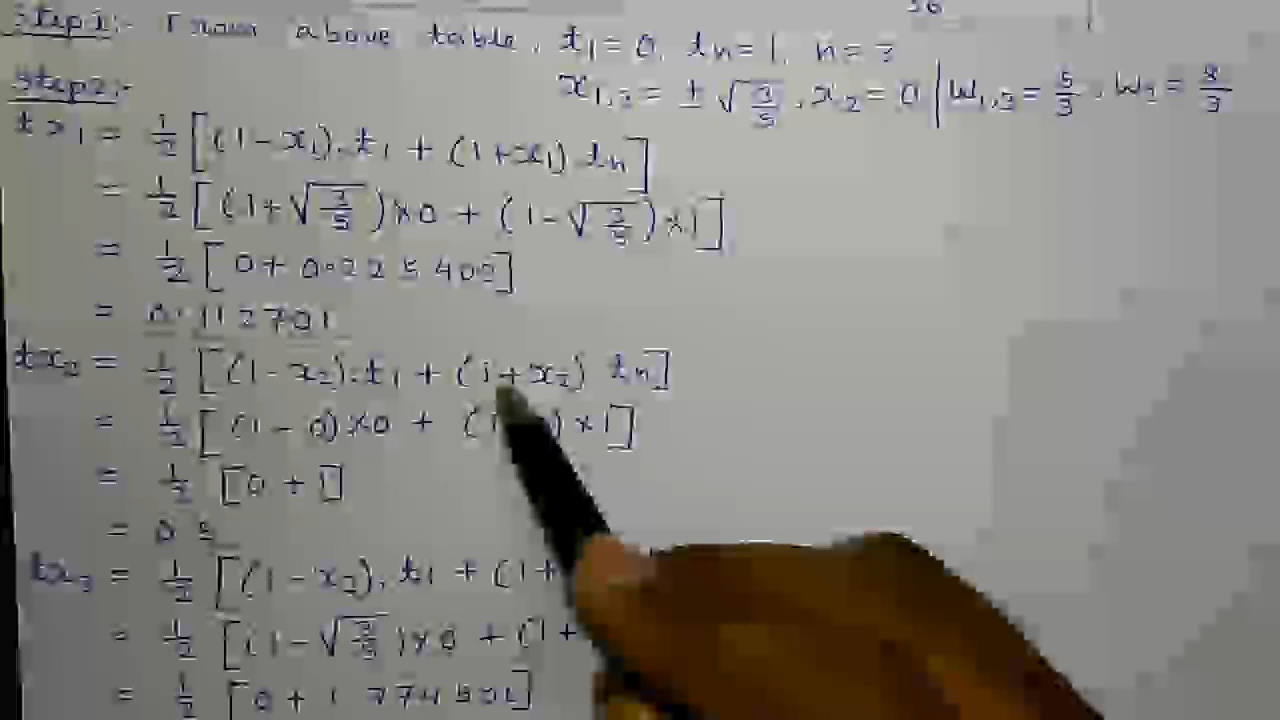 36
Step1:- From above table, t1 = 0, tn = 1, n = 3
Step2:- x1,3 = ± √3/5, x2 = 0 | W1,3 = 5/9, W2 = 8/9
tx1 = 1/2 [(1-x1).t1 + (1+x1) tn]
= 1/2 [(1+√3/5)×0 + (1-√3/5)×1]
= 1/2 [0 + 0.225403]
= 0.112701
tx2 = 1/2 [(1-x2).t1 + (1+x2) tn]
= 1/2 [(1-0)×0 + (1 0)×1]
= 1/2 [0 + 1]
= 0.5
tx3 = 1/2 [(1-x3).t1 + (1+
= 1/2 [(1-√3/5)×0 + (1+
= 1/2 [0 + 1.774596]